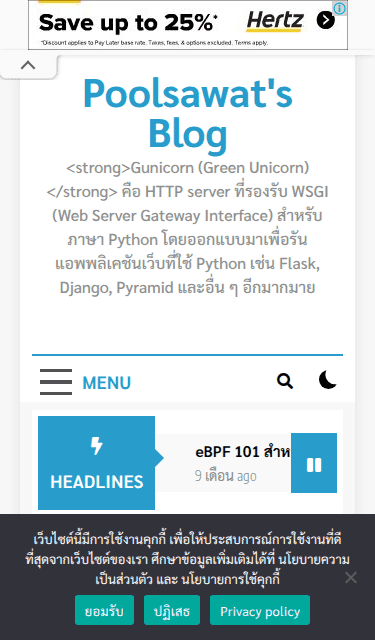 Save up to 25%*
Hertz
*Discount applies to Pay Later base rate. Taxes, fees, & options excluded. Terms apply.
Poolsawat's
Blog
<strong>Gunicorn (Green Unicorn)
</strong> คือ HTTP server ที่รองรับ WSGI
(Web Server Gateway Interface) สำหรับ
ภาษา Python โดยออกแบบมาเพื่อรัน
แอพพลิเคชันเว็บที่ใช้ Python เช่น Flask,
Django, Pyramid และอื่น ๆ อีกมากมาย
MENU
HEADLINES
eBPF 101 สำห
9 เดือน ago
เว็บไซต์นี้มีการใช้งานคุกกี้ เพื่อให้ประสบการณ์การใช้งานที่ดี
ที่สุดจากเว็บไซต์ของเรา ศึกษาข้อมูลเพิ่มเติมได้ที่ นโยบายความ
เป็นส่วนตัว และ นโยบายการใช้คุกกี้
ยอมรับ
ปฏิเสธ
Privacy policy